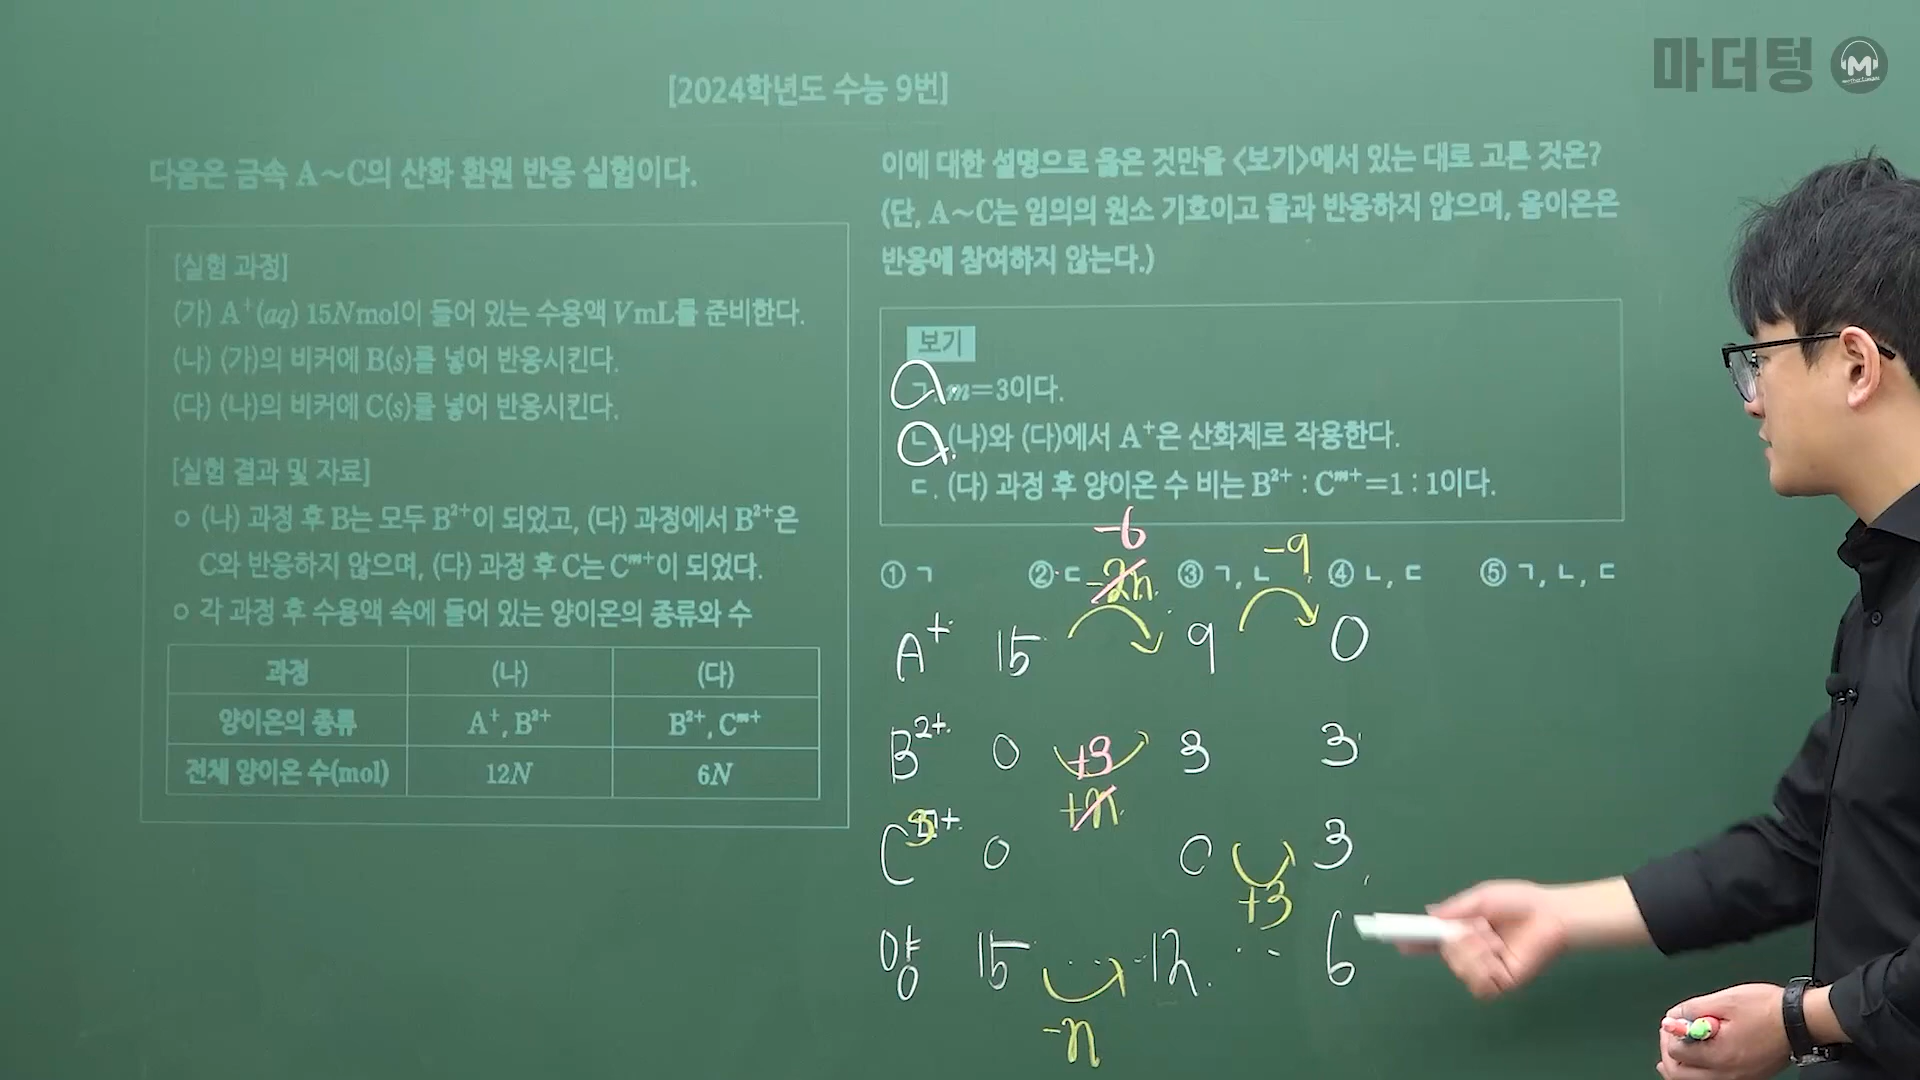 마더텅 M
[2024학년도 수능 9번]
다음은 금속 A~C의 산화 환원 반응 실험이다.
[실험 과정]
(가) A⁺(aq) 15N mol이 들어 있는 수용액 V mL를 준비한다.
(나) (가)의 비커에 B(s)를 넣어 반응시킨다.
(다) (나)의 비커에 C(s)를 넣어 반응시킨다.
[실험 결과 및 자료]
○ (나) 과정 후 B는 모두 B²⁺이 되었고, (다) 과정에서 B²⁺은
C와 반응하지 않으며, (다) 과정 후 C는 Cᵐ⁺이 되었다.
○ 각 과정 후 수용액 속에 들어 있는 양이온의 종류와 수
과정 (나) (다)
양이온의 종류 A⁺, B²⁺ B²⁺, Cᵐ⁺
전체 양이온 수(mol) 12N 6N
이에 대한 설명으로 옳은 것만을 <보기>에서 있는 대로 고른 것은?
(단, A~C는 임의의 원소 기호이고 물과 반응하지 않으며, 음이온은
반응에 참여하지 않는다.)
보기
ㄱ. m=3이다.
ㄴ. (나)와 (다)에서 A⁺은 산화제로 작용한다.
ㄷ. (다) 과정 후 양이온 수 비는 B²⁺ : Cᵐ⁺=1 : 1이다.
① ㄱ ② ㄷ ③ ㄱ, ㄴ ④ ㄴ, ㄷ ⑤ ㄱ, ㄴ, ㄷ
-6 -9
-2n
A⁺ 15 9 0
B²⁺ 0 +3 3 3
+n
C³⁺ 0 0 3
+3
양 15 12 6
-n